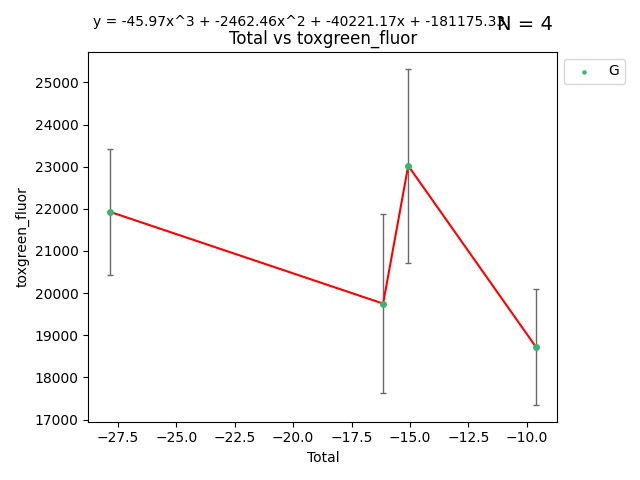 y = -45.97x^3 + -2462.46x^2 + -40221.17x + -181175.33
N = 4
Total vs toxgreen_fluor
G
toxgreen_fluor
25000
24000
23000
22000
21000
20000
19000
18000
17000
−27.5 −25.0 −22.5 −20.0 −17.5 −15.0 −12.5 −10.0
Total